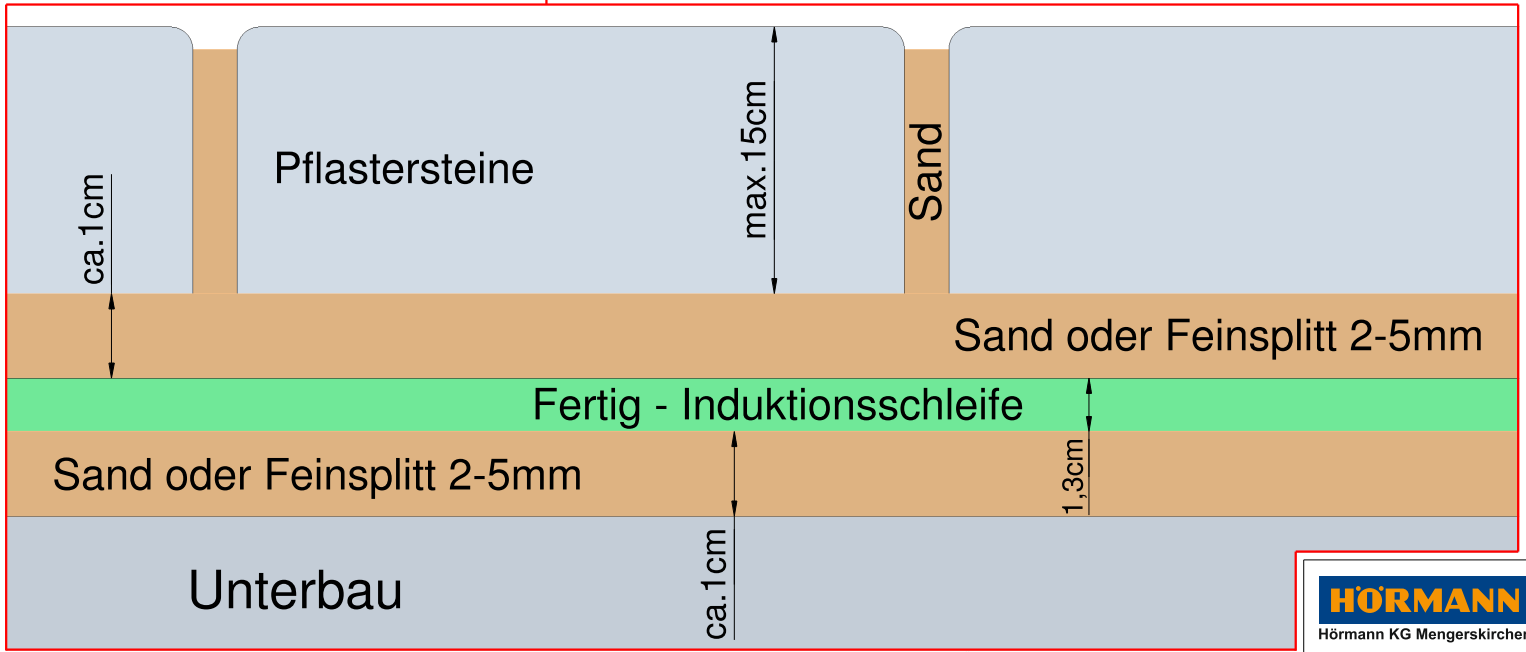 Pflastersteine
max.15cm
Sand
ca.1cm
Sand oder Feinsplitt 2-5mm
Fertig - Induktionsschleife
Sand oder Feinsplitt 2-5mm
1,3cm
Unterbau
ca.1cm
HÖRMANN
Hörmann KG Mengerskirchen